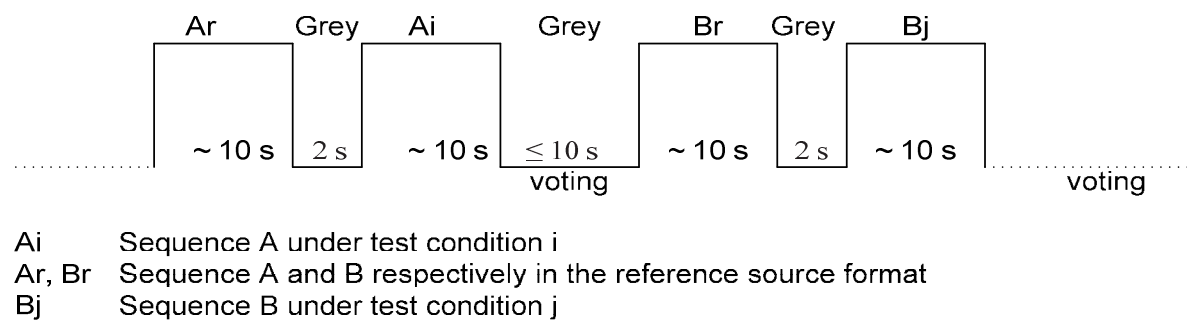 Ar Grey Ai Grey Br Grey Bj
~ 10 s 2 s ~ 10 s ≤ 10 s ~ 10 s 2 s ~ 10 s
voting voting
Ai Sequence A under test condition i
Ar, Br Sequence A and B respectively in the reference source format
Bj Sequence B under test condition j